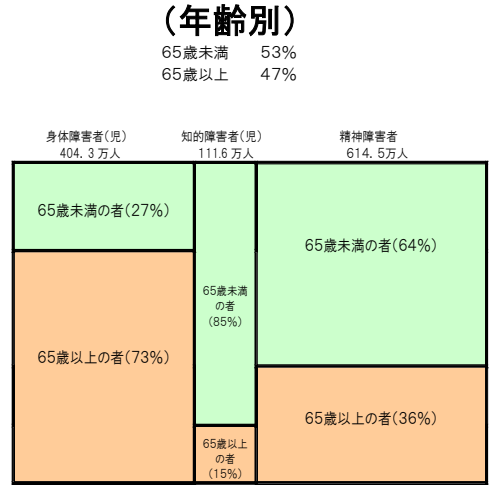 （年齢別）
65歳未満　53%
65歳以上　47%
身体障害者（児）　知的障害者（児）　精神障害者
404．3万人　111.6万人　614．5万人
65歳未満の者（27%）
65歳未満の者（64%）
65歳未満
の者
（85%）
65歳以上の者（73%）
65歳以上の者（36%）
65歳以上
の者
（15%）